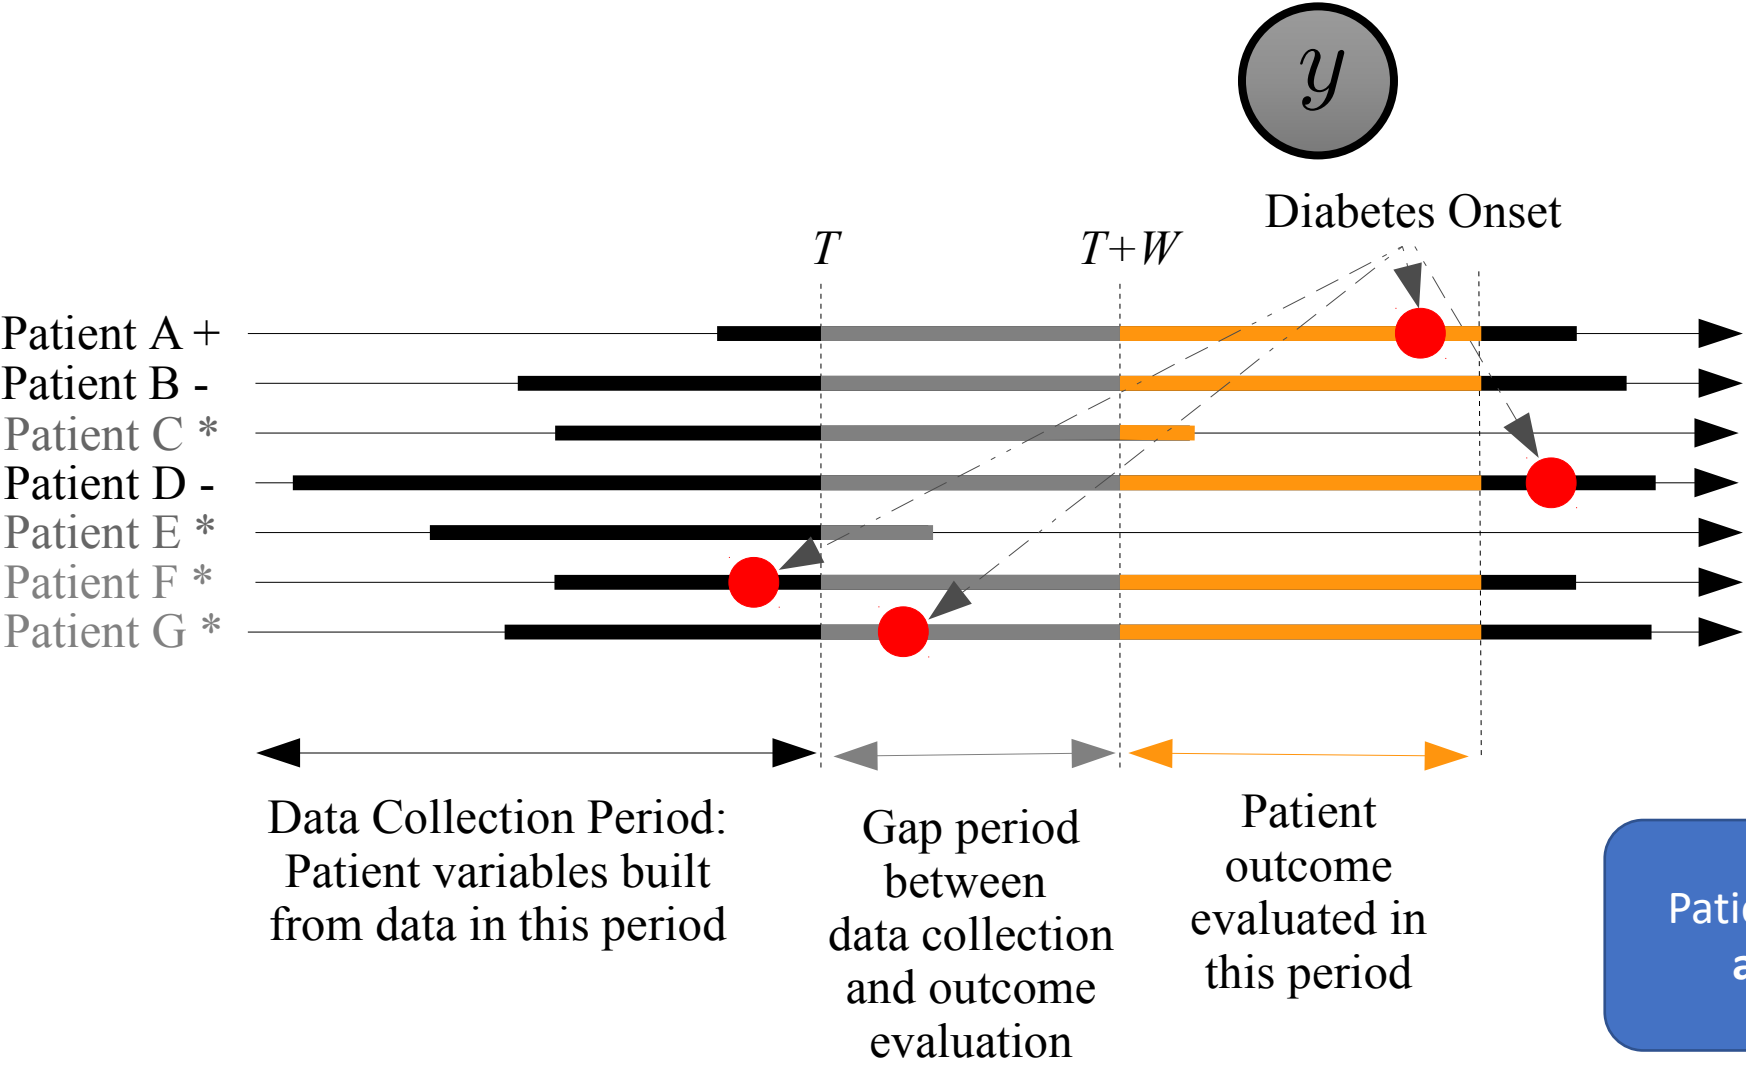 y
Diabetes Onset
T
T+W
Patient A +
Patient B -
Patient C *
Patient D -
Patient E *
Patient F *
Patient G *
Data Collection Period:
Patient variables built
from data in this period
Gap period
between
data collection
and outcome
evaluation
Patient
outcome
evaluated in
this period